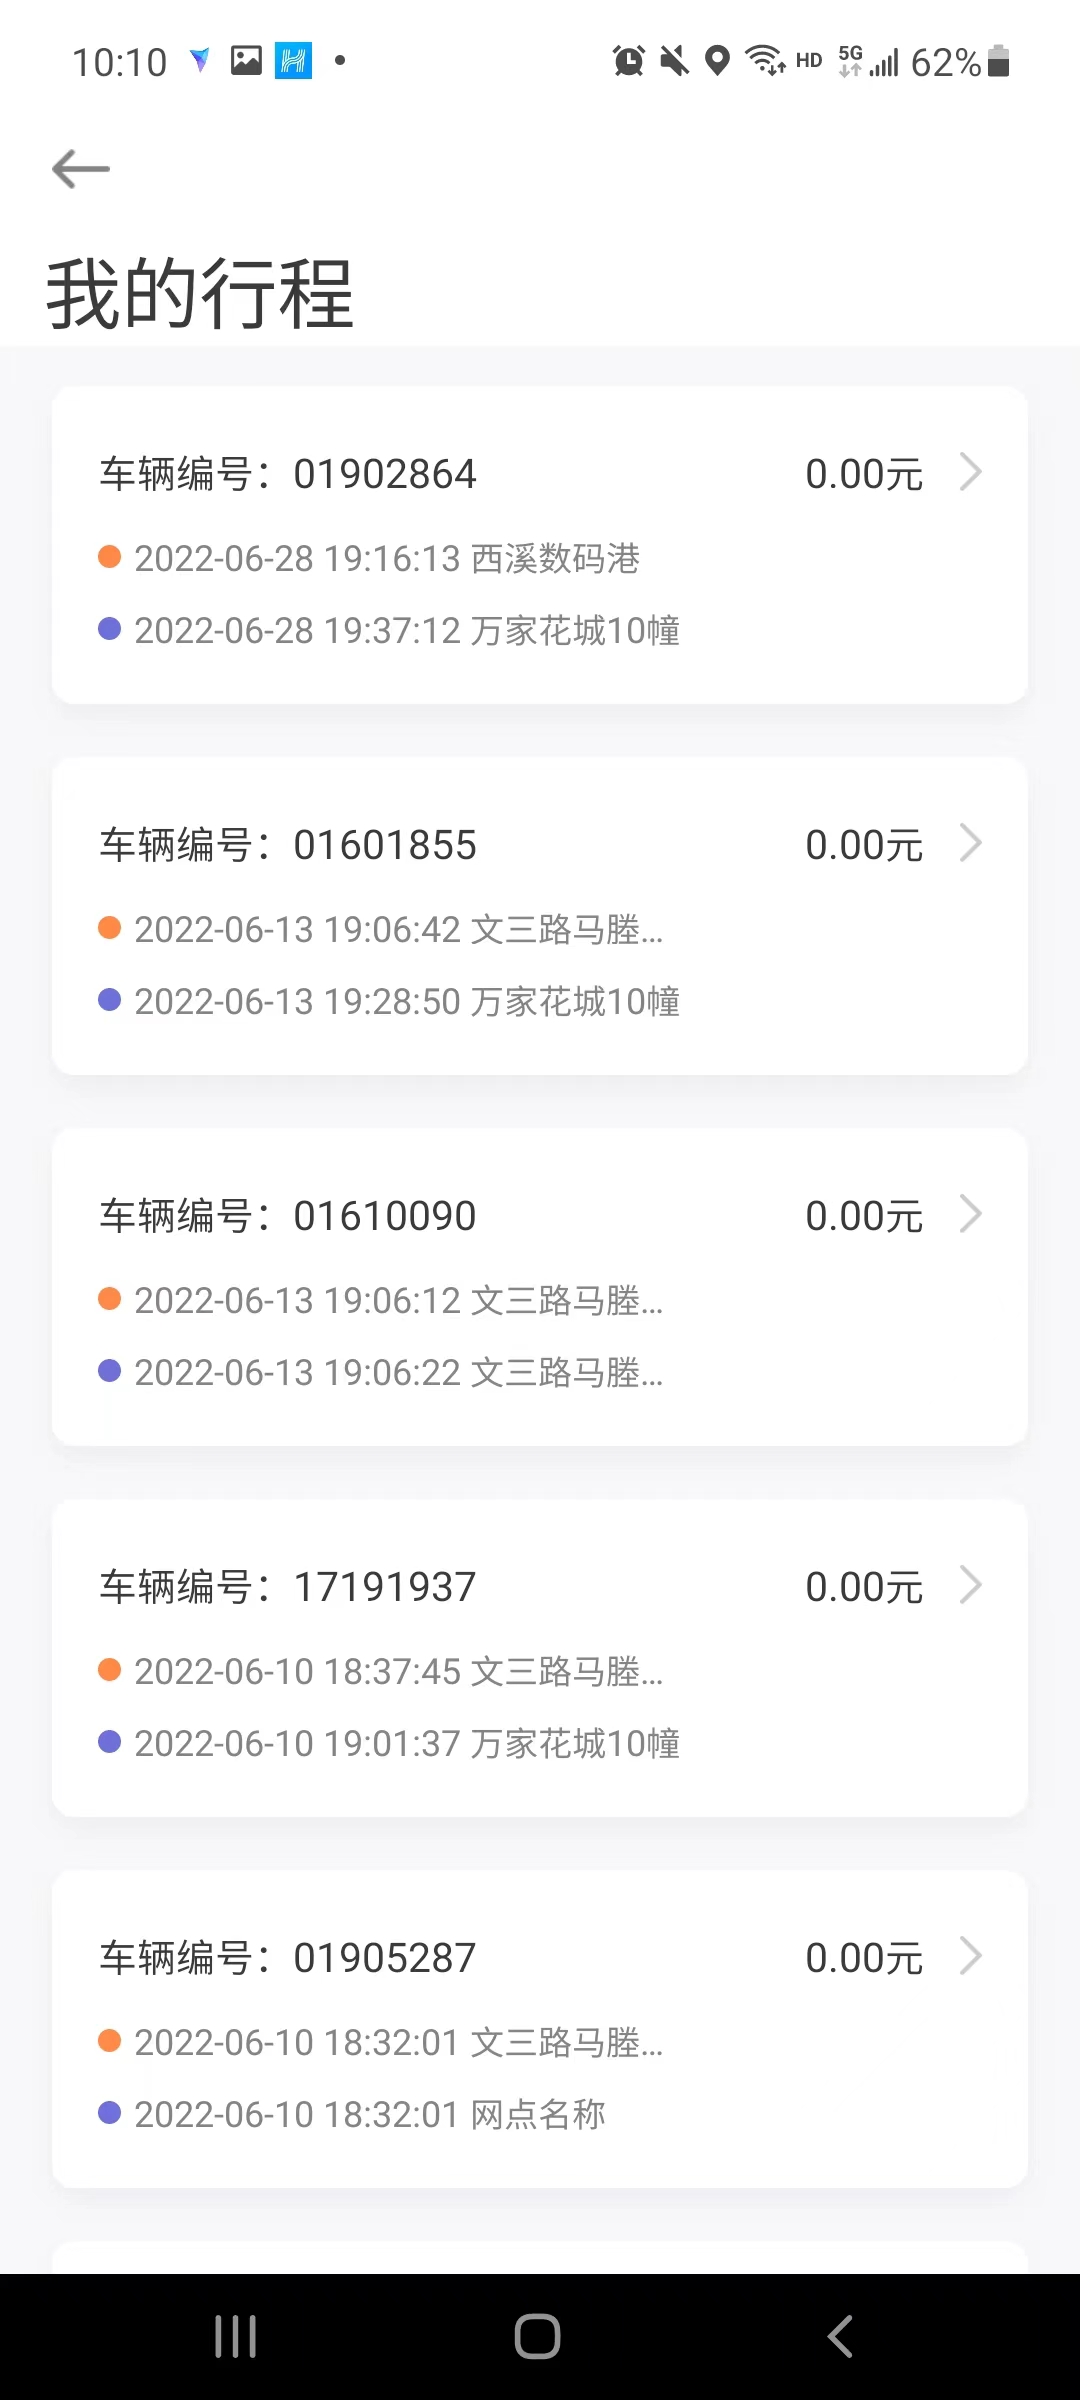 10:10 HD 5G 62%
我的行程
车辆编号：01902864 0.00元
2022-06-28 19:16:13 西溪数码港
2022-06-28 19:37:12 万家花城10幢
车辆编号：01601855 0.00元
2022-06-13 19:06:42 文三路马塍...
2022-06-13 19:28:50 万家花城10幢
车辆编号：01610090 0.00元
2022-06-13 19:06:12 文三路马塍...
2022-06-13 19:06:22 文三路马塍...
车辆编号：17191937 0.00元
2022-06-10 18:37:45 文三路马塍...
2022-06-10 19:01:37 万家花城10幢
车辆编号：01905287 0.00元
2022-06-10 18:32:01 文三路马塍...
2022-06-10 18:32:01 网点名称